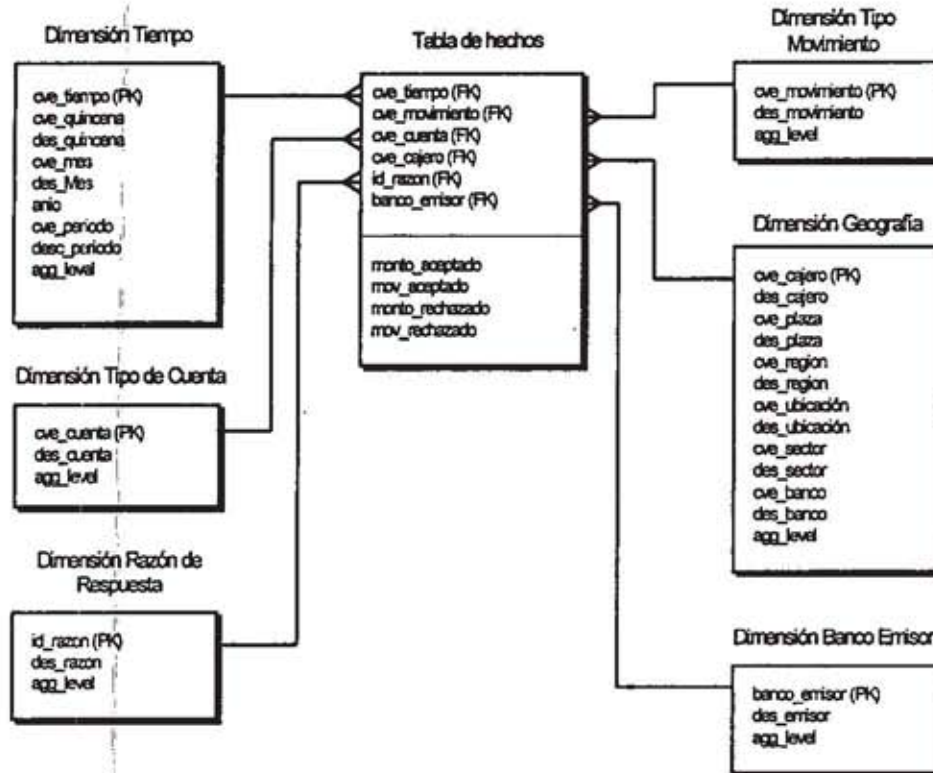 Dimensión Tiempo
cve_tiempo (PK)
cve_quincena
des_quincena
cve_mes
des_Mes
anio
cve_periodo
desc_periodo
agg_level
Dimensión Tipo de Cuenta
cve_cuenta (PK)
des_cuenta
agg_level
Dimensión Razón de
Respuesta
id_razon (PK)
des_razon
agg_level
Tabla de hechos
cve_tiempo (FK)
cve_movimiento (FK)
cve_cuenta (FK)
cve_cajero (FK)
id_razon (FK)
banco_emisor (FK)
monto_aceptado
mov_aceptado
monto_rechazado
mov_rechazado
Dimensión Tipo
Movimiento
cve_movimiento (PK)
des_movimiento
agg_level
Dimensión Geografía
cve_cajero (PK)
des_cajero
cve_plaza
des_plaza
cve_region
des_region
cve_ubicación
des_ubicación
cve_sector
des_sector
cve_banco
des_banco
agg_level
Dimensión Banco Emisor
banco_emisor (PK)
des_emisor
agg_level